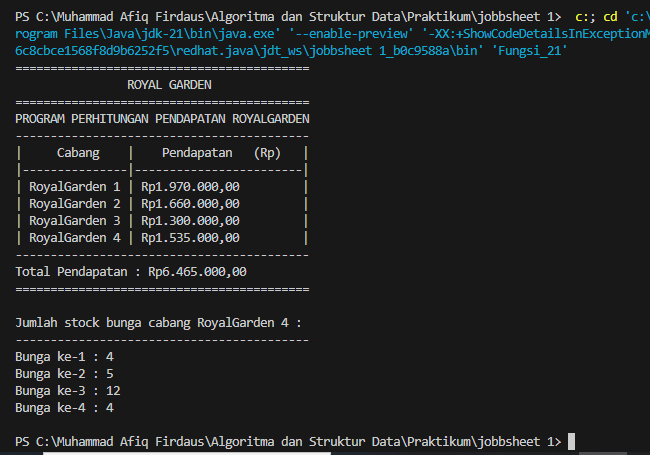 PS C:\Muhammad Afiq Firdaus\Algoritma dan Struktur Data\Praktikum\jobbsheet 1>  c:; cd 'c:\
rogram Files\Java\jdk-21\bin\java.exe' '--enable-preview' '-XX:+ShowCodeDetailsInExceptionM
6c8cbce1568f8d9b6252f5\redhat.java\jdt_ws\jobbsheet 1_b0c9588a\bin' 'Fungsi_21'
==========================================
ROYAL GARDEN
==========================================
PROGRAM PERHITUNGAN PENDAPATAN ROYALGARDEN
------------------------------------------
|     Cabang    |    Pendapatan   (Rp)   |
|---------------|------------------------|
| RoyalGarden 1 | Rp1.970.000,00         |
| RoyalGarden 2 | Rp1.660.000,00         |
| RoyalGarden 3 | Rp1.300.000,00         |
| RoyalGarden 4 | Rp1.535.000,00         |
------------------------------------------
Total Pendapatan : Rp6.465.000,00
==========================================
Jumlah stock bunga cabang RoyalGarden 4 :
------------------------------------------
Bunga ke-1 : 4
Bunga ke-2 : 5
Bunga ke-3 : 12
Bunga ke-4 : 4
PS C:\Muhammad Afiq Firdaus\Algoritma dan Struktur Data\Praktikum\jobbsheet 1>